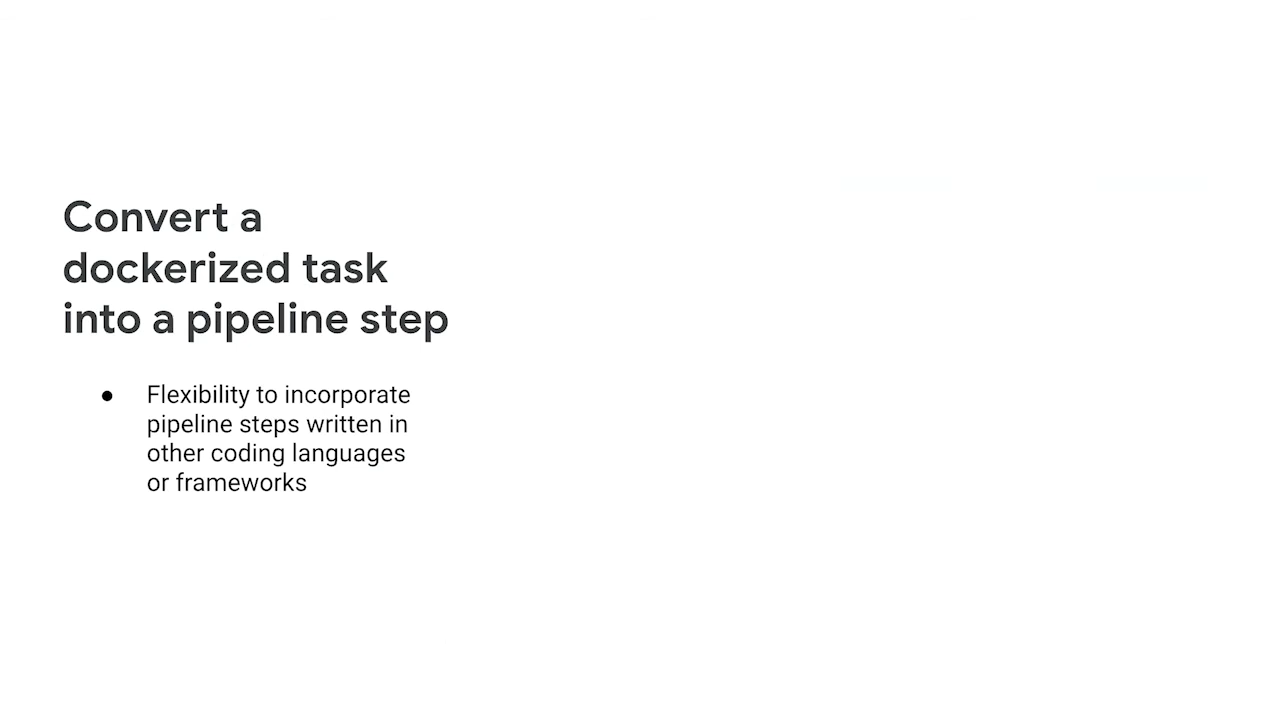 Convert a
dockerized task
into a pipeline step
● Flexibility to incorporate
pipeline steps written in
other coding languages
or frameworks